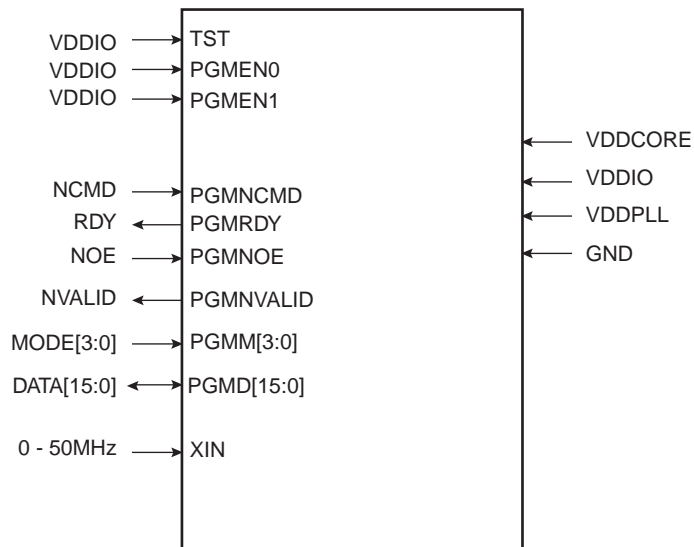 VDDIO TST
VDDIO PGMEN0
VDDIO PGMEN1
VDDCORE
VDDIO
NCMD PGMNCMD
VDDPLL
RDY PGMRDY
GND
NOE PGMNOE
NVALID PGMNVALID
MODE[3:0] PGMM[3:0]
DATA[15:0] PGMD[15:0]
0 - 50MHz XIN